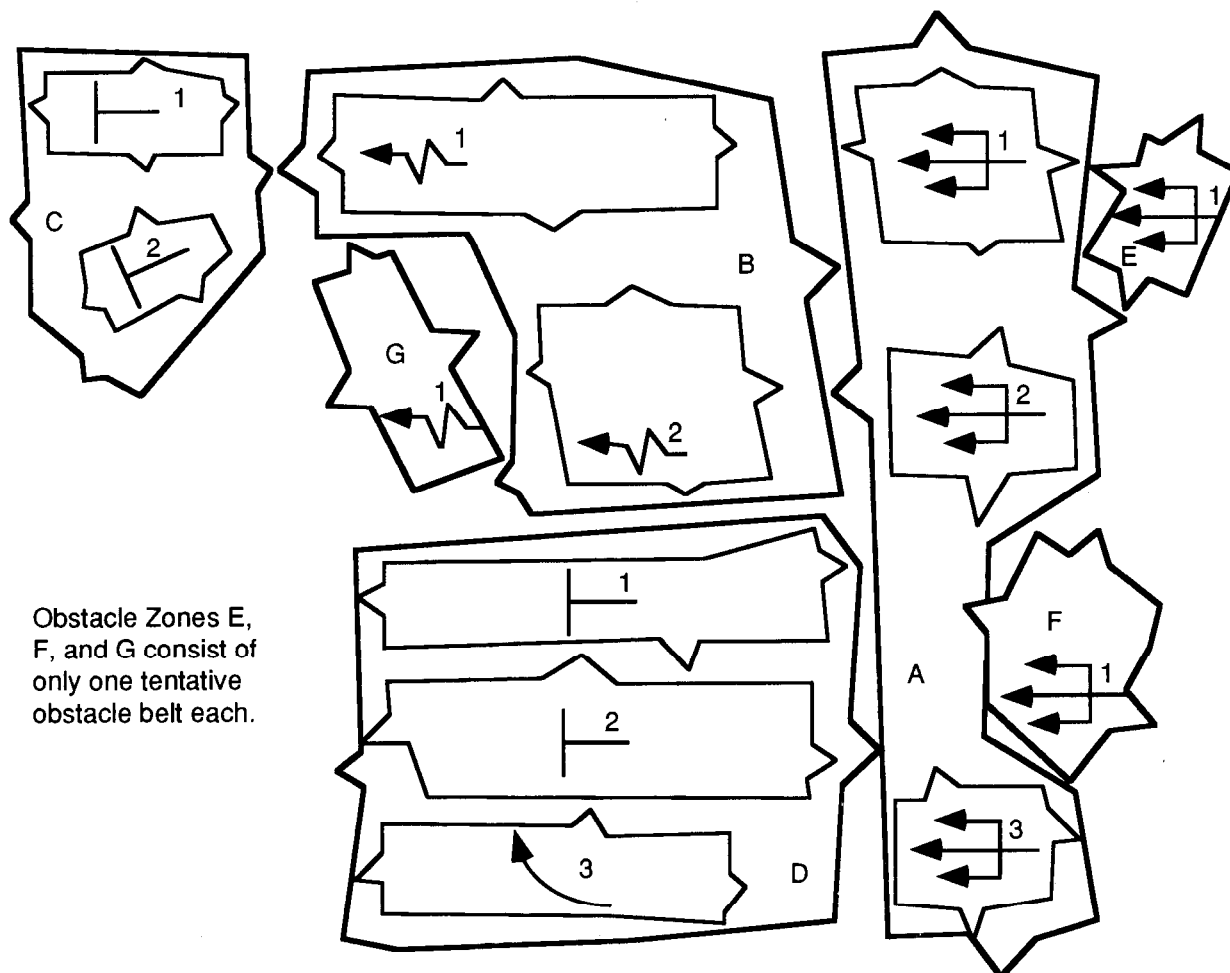 1
C
2
1
B
G
1
2
1
1
E
2
Obstacle Zones E,
F, and G consist of
only one tentative
obstacle belt each.
1
2
3
D
A
F
1
3